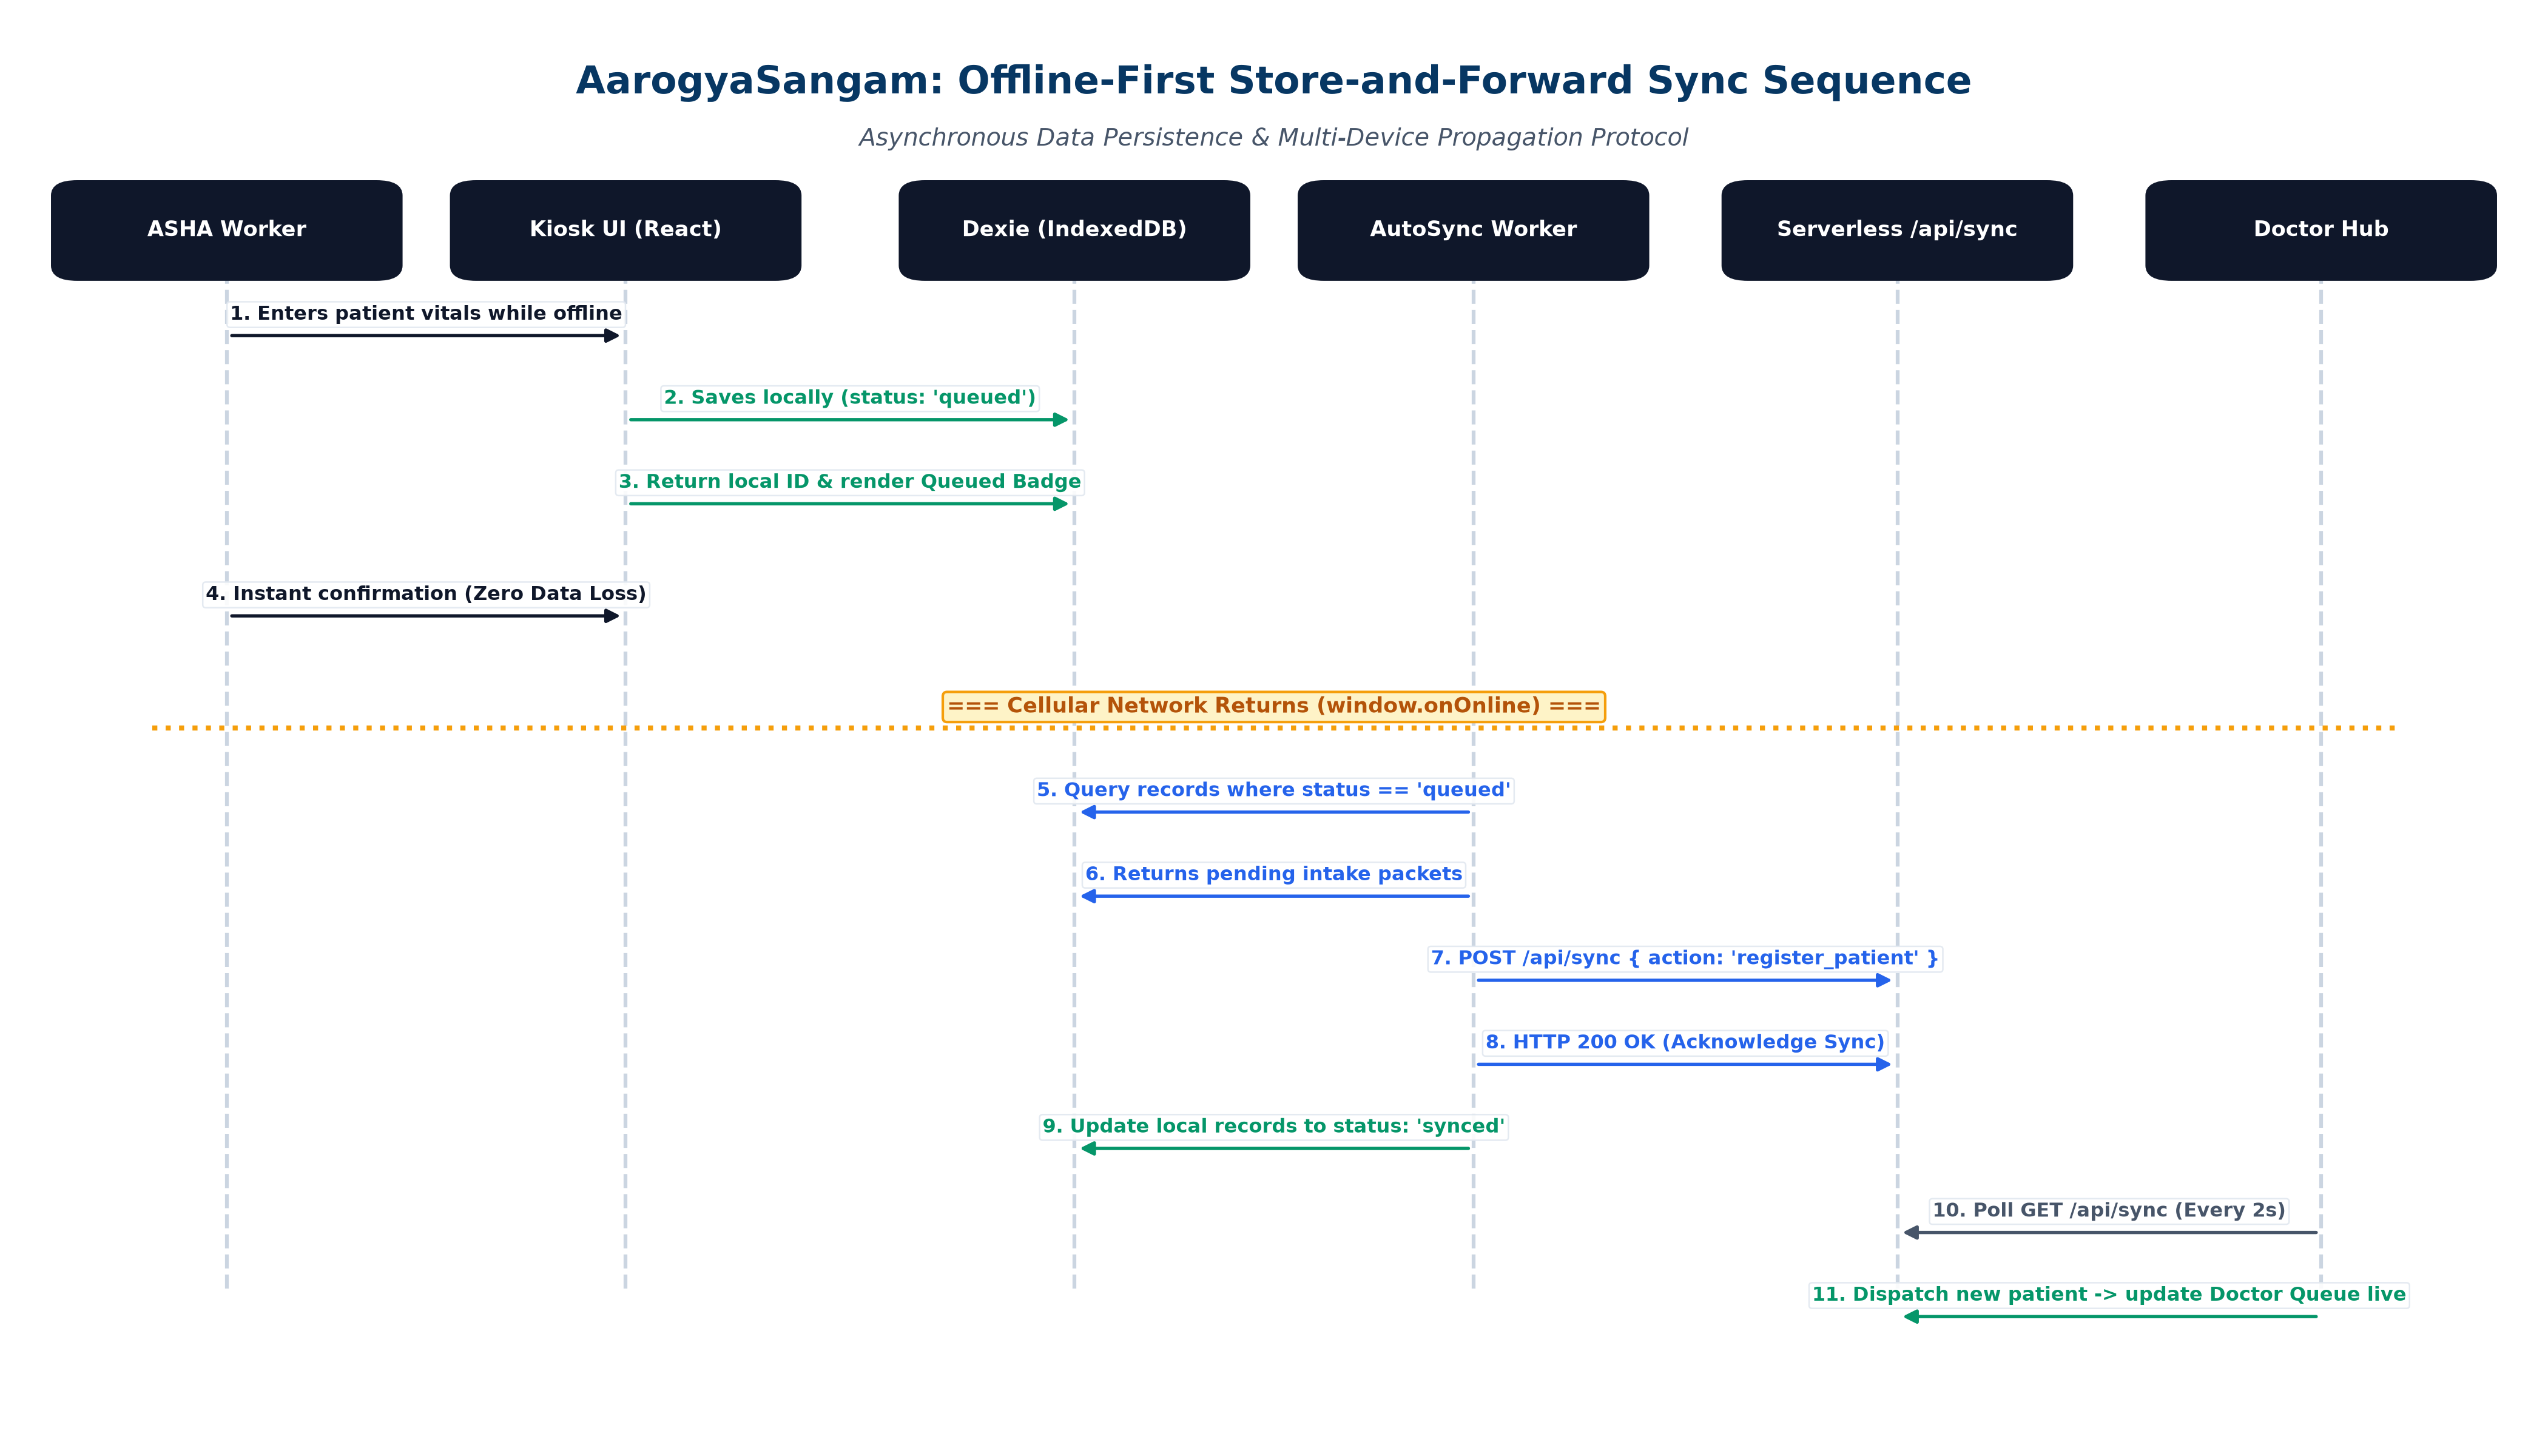 AarogyaSangam: Offline-First Store-and-Forward Sync Sequence
Asynchronous Data Persistence & Multi-Device Propagation Protocol
ASHA Worker
Kiosk UI (React)
Dexie (IndexedDB)
AutoSync Worker
Serverless /api/sync
Doctor Hub
1. Enters patient vitals while offline
2. Saves locally (status: 'queued')
3. Return local ID & render Queued Badge
4. Instant confirmation (Zero Data Loss)
=== Cellular Network Returns (window.onOnline) ===
5. Query records where status == 'queued'
6. Returns pending intake packets
7. POST /api/sync { action: 'register_patient' }
8. HTTP 200 OK (Acknowledge Sync)
9. Update local records to status: 'synced'
10. Poll GET /api/sync (Every 2s)
11. Dispatch new patient -> update Doctor Queue live